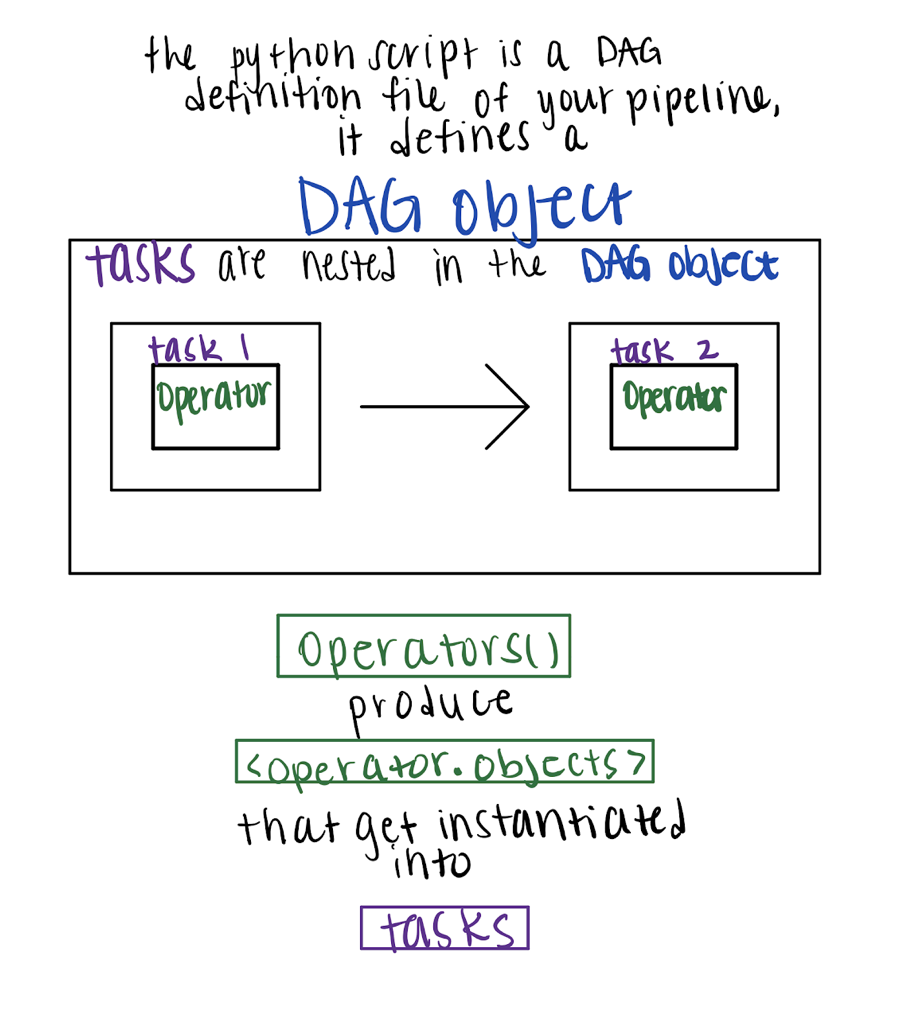 the python script is a DAG
definition file of your pipeline,
it defines a
DAG object
tasks are nested in the DAG object
task 1
Operator
task 2
Operator
Operators()
produce
<operator.objects>
that get instantiated
into
tasks